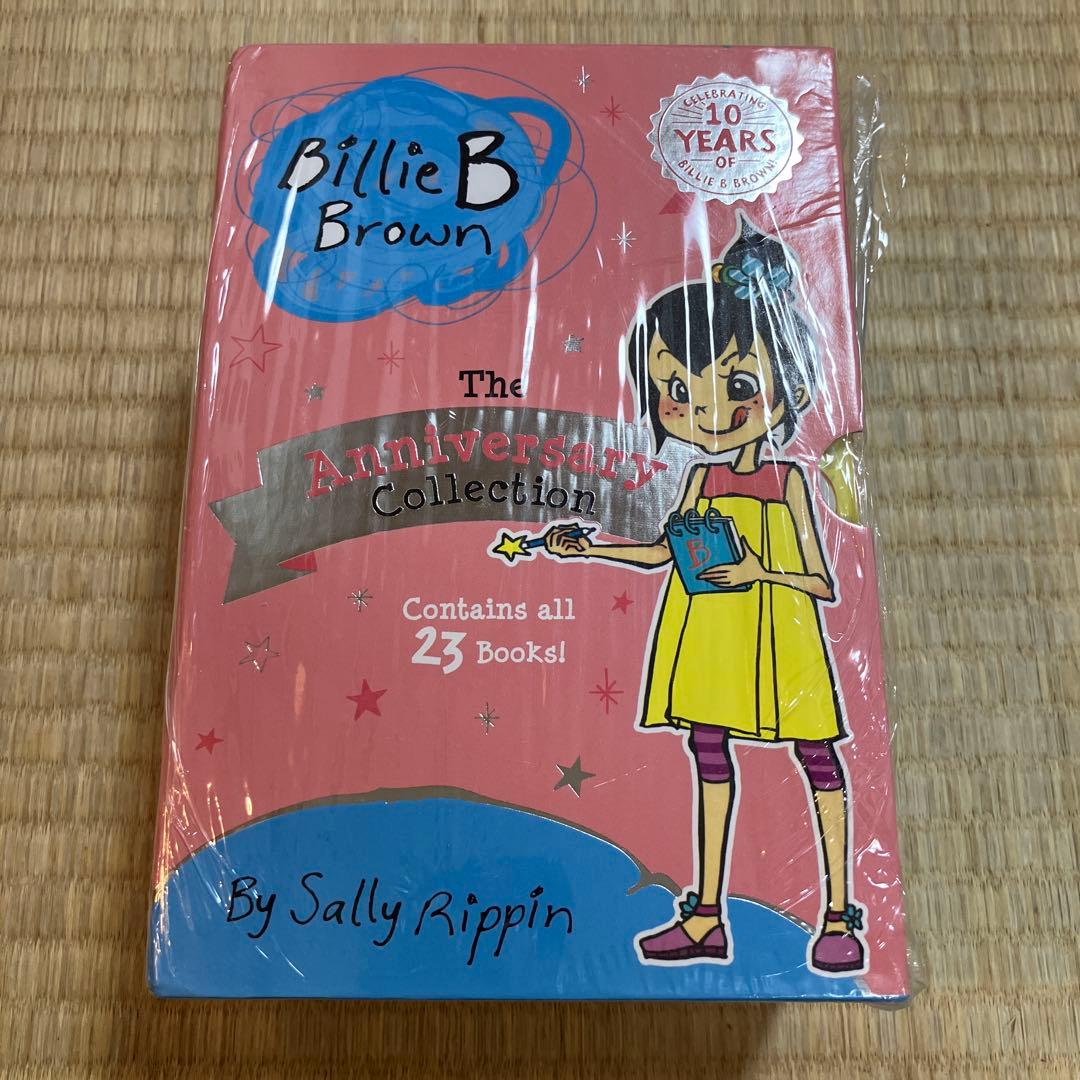 Billie B
Brown
CELEBRATING
10
YEARS
OF
BILLIE B BROWN!
The
Anniversary
Collection
B
Contains all
23 Books!
By Sally Rippin